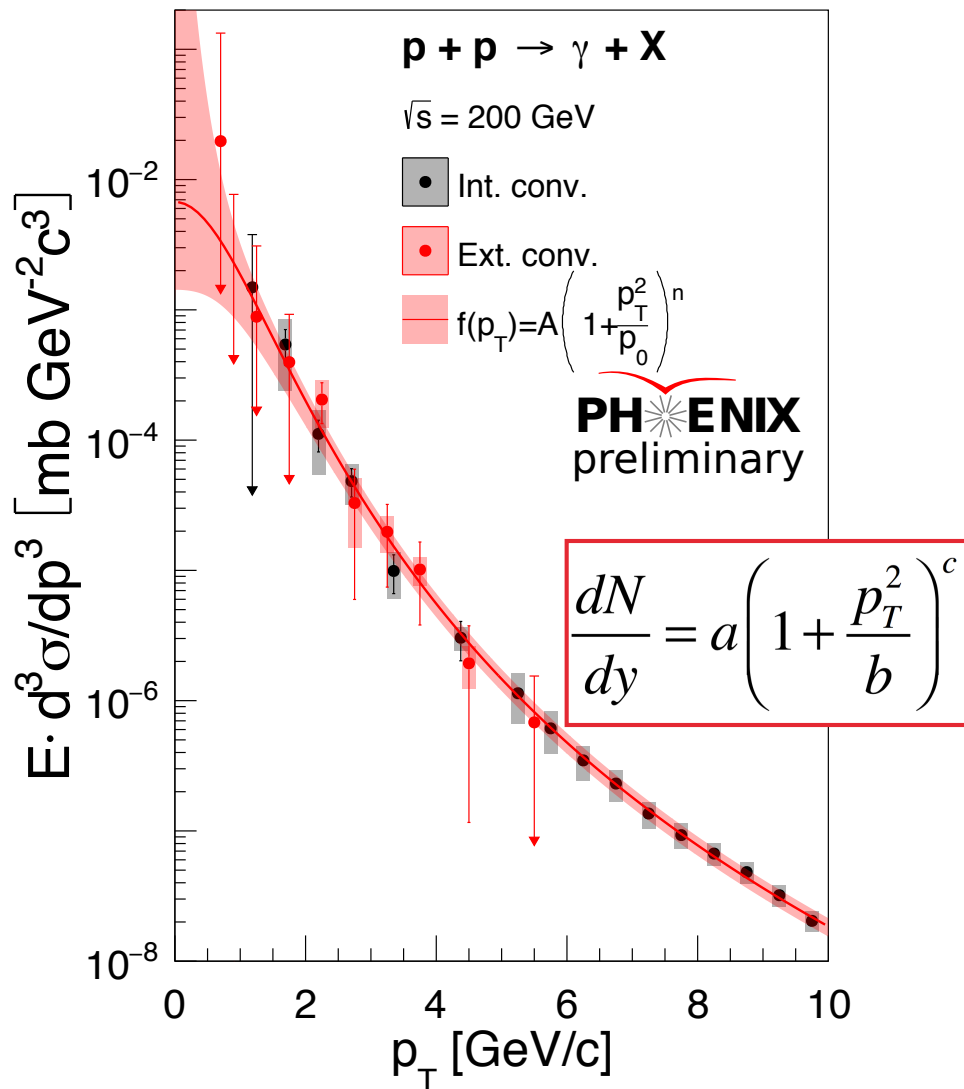 p + p → γ + X
√s = 200 GeV
Int. conv.
Ext. conv.
f(p_T)=A(1+p_T^2/p_0)^n
PHENIX
preliminary
dN/dy = a(1 + p_T^2/b)^c
E· d^3σ/dp^3 [mb GeV^-2c^3]
10^-2
10^-4
10^-6
10^-8
0 2 4 6 8 10
p_T [GeV/c]